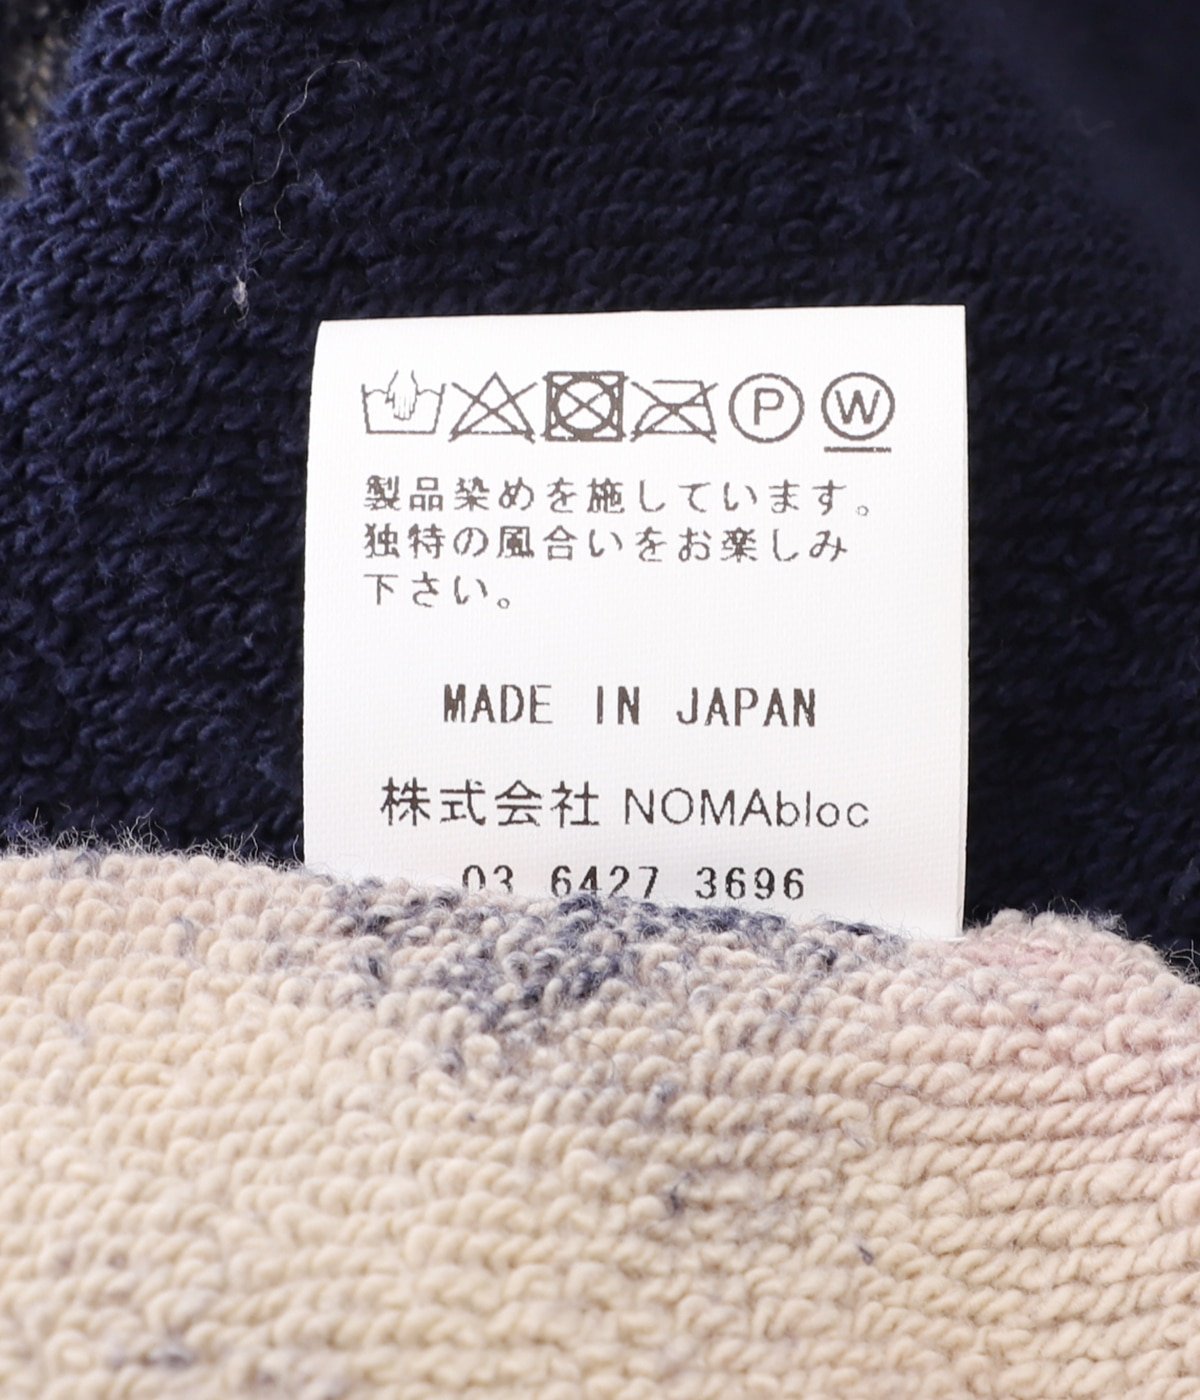 P W
製品染めを施しています。
独特の風合いをお楽しみ
下さい。
MADE IN JAPAN
株式会社 NOMAbloc
03 6427 3696